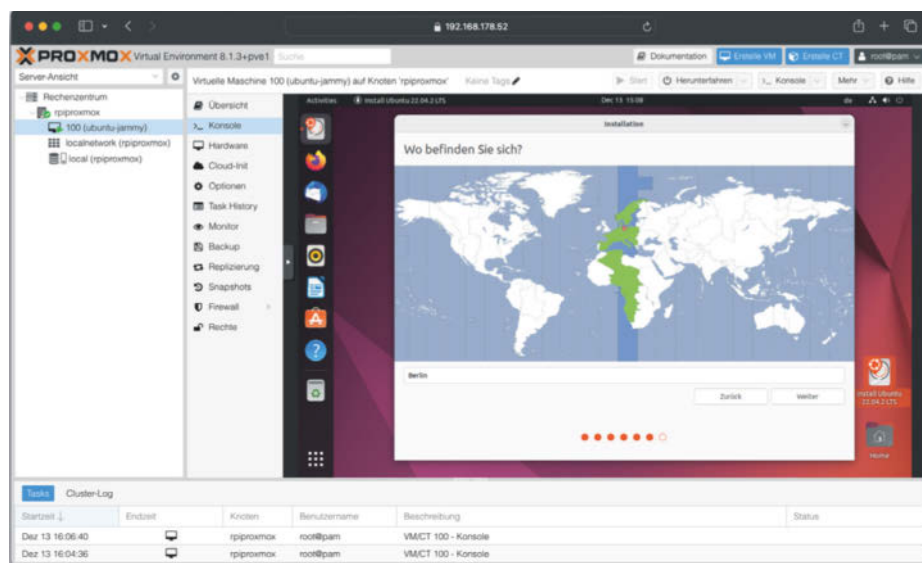 192.168.178.52
PROXMOX Virtual Environment 8.1.3+pve1 Suche Dokumentation Erstelle VM Erstelle CT root@pam
Server-Ansicht
Virtuelle Maschine 100 (ubuntu-jammy) auf Knoten 'rpiproxmox' Keine Tags Start Herunterfahren Konsole Mehr Hilfe
Rechenzentrum
rpiproxmox
100 (ubuntu-jammy)
localnetwork (rpiproxmox)
local (rpiproxmox)
Übersicht
Konsole
Hardware
Cloud-Init
Optionen
Task History
Monitor
Backup
Replizierung
Snapshots
Firewall
Rechte
Activities Install Ubuntu 22.04.2 LTS Dec 13 15:08 de
Installation
Wo befinden Sie sich?
Berlin
Zurück Weiter
Install Ubuntu
22.04.2 LTS
Home
Tasks Cluster-Log
Startzeit Endzeit Knoten Benutzername Beschreibung Status
Dez 13 16:06:40 rpiproxmox root@pam VM/CT 100 - Konsole
Dez 13 16:04:36 rpiproxmox root@pam VM/CT 100 - Konsole